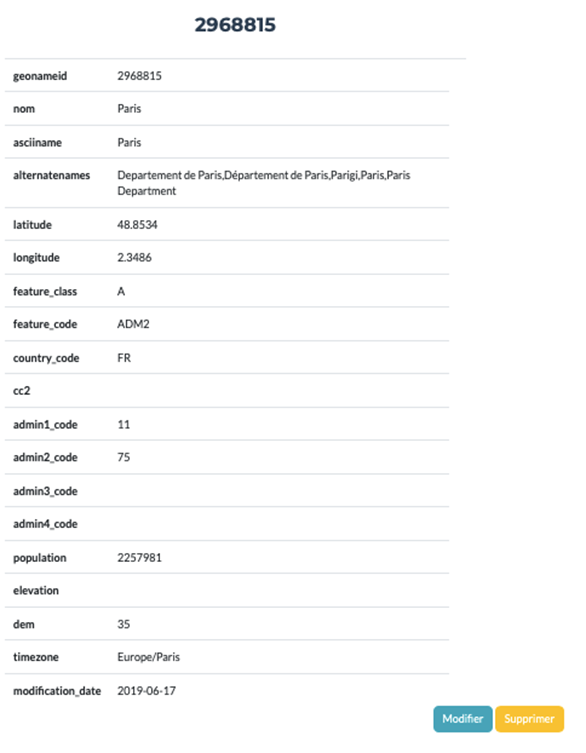 2968815
geonameid 2968815
nom Paris
asciiname Paris
alternatenames Departement de Paris,Département de Paris,Parigi,Paris,Paris
Department
latitude 48.8534
longitude 2.3486
feature_class A
feature_code ADM2
country_code FR
cc2
admin1_code 11
admin2_code 75
admin3_code
admin4_code
population 2257981
elevation
dem 35
timezone Europe/Paris
modification_date 2019-06-17
Modifier Supprimer